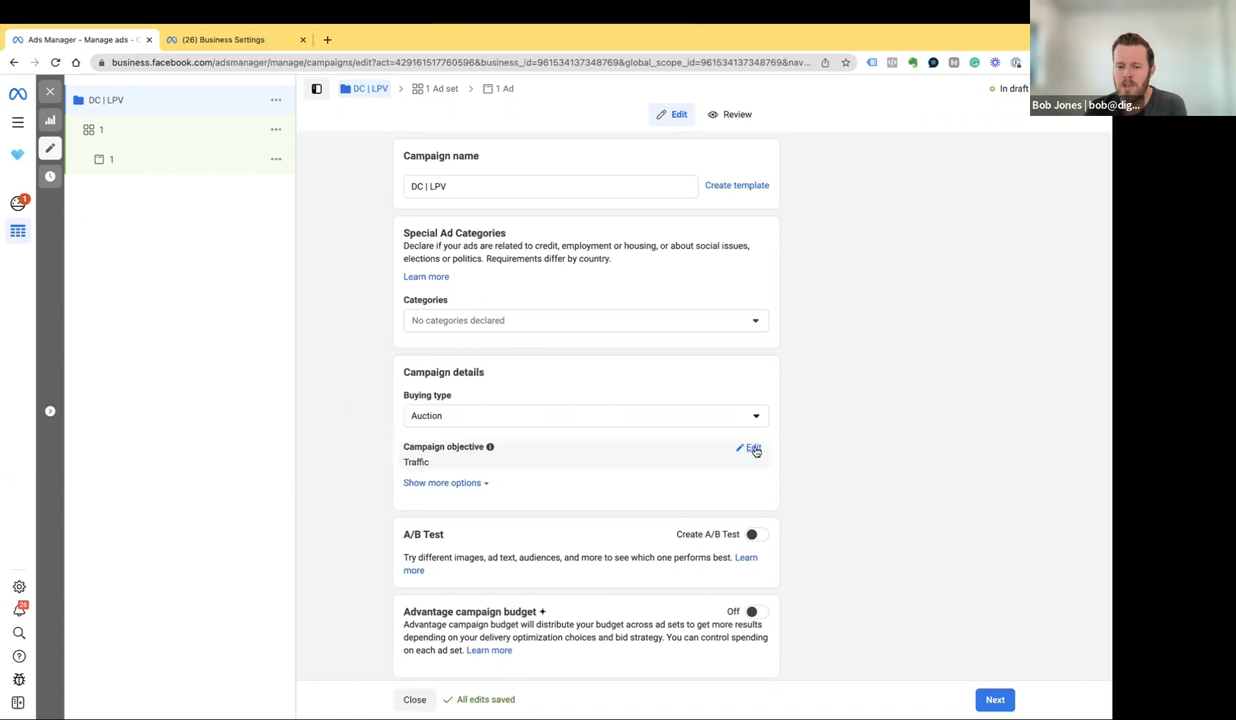 Ads Manager - Manage ads - C
(26) Business Settings
business.facebook.com/adsmanager/manage/campaigns/edit?act=429161517760596&business_id=961534137348769&global_scope_id=961534137348769&nav...
Bob Jones | bob@dig...
DC | LPV
1
1
1
28
DC | LPV
1 Ad set
1 Ad
In draft
Edit
Review
Campaign name
DC | LPV
Create template
Special Ad Categories
Declare if your ads are related to credit, employment or housing, or about social issues,
elections or politics. Requirements differ by country.
Learn more
Categories
No categories declared
Campaign details
Buying type
Auction
Campaign objective
Edit
Traffic
Show more options
A/B Test
Create A/B Test
Try different images, ad text, audiences, and more to see which one performs best. Learn
more
Advantage campaign budget
Off
Advantage campaign budget will distribute your budget across ad sets to get more results
depending on your delivery optimization choices and bid strategy. You can control spending
on each ad set. Learn more
Close
All edits saved
Next